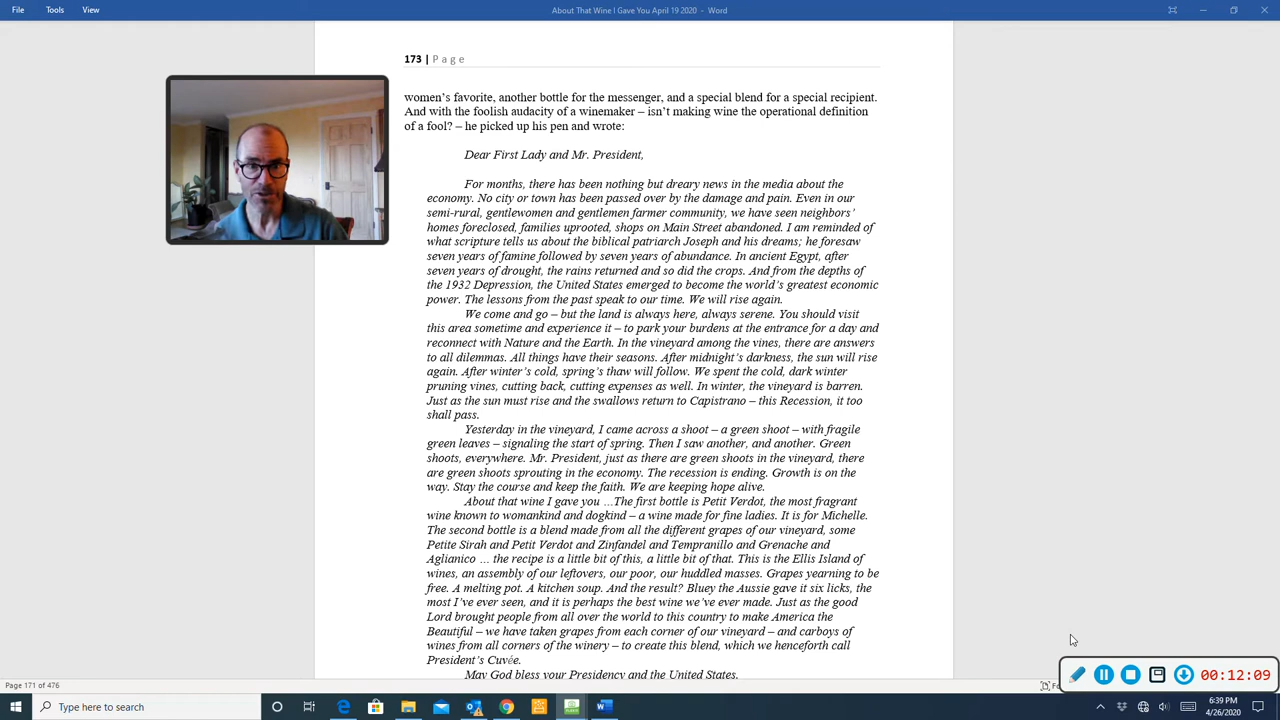 File Tools View About That Wine I Gave You April 19 2020 - Word
173 | Page
women's favorite, another bottle for the messenger, and a special blend for a special recipient.
And with the foolish audacity of a winemaker – isn't making wine the operational definition
of a fool? – he picked up his pen and wrote:
Dear First Lady and Mr. President,
For months, there has been nothing but dreary news in the media about the
economy. No city or town has been passed over by the damage and pain. Even in our
semi-rural, gentlewomen and gentlemen farmer community, we have seen neighbors'
homes foreclosed, families uprooted, shops on Main Street abandoned. I am reminded of
what scripture tells us about the biblical patriarch Joseph and his dreams; he foresaw
seven years of famine followed by seven years of abundance. In ancient Egypt, after
seven years of drought, the rains returned and so did the crops. And from the depths of
the 1932 Depression, the United States emerged to become the world's greatest economic
power. The lessons from the past speak to our time. We will rise again.
We come and go – but the land is always here, always serene. You should visit
this area sometime and experience it – to park your burdens at the entrance for a day and
reconnect with Nature and the Earth. In the vineyard among the vines, there are answers
to all dilemmas. All things have their seasons. After midnight's darkness, the sun will rise
again. After winter's cold, spring's thaw will follow. We spent the cold, dark winter
pruning vines, cutting back, cutting expenses as well. In winter, the vineyard is barren.
Just as the sun must rise and the swallows return to Capistrano – this Recession, it too
shall pass.
Yesterday in the vineyard, I came across a shoot – a green shoot – with fragile
green leaves – signaling the start of spring. Then I saw another, and another. Green
shoots, everywhere. Mr. President, just as there are green shoots in the vineyard, there
are green shoots sprouting in the economy. The recession is ending. Growth is on the
way. Stay the course and keep the faith. We are keeping hope alive.
About that wine I gave you …The first bottle is Petit Verdot, the most fragrant
wine known to womankind and dogkind – a wine made for fine ladies. It is for Michelle.
The second bottle is a blend made from all the different grapes of our vineyard, some
Petite Sirah and Petit Verdot and Zinfandel and Tempranillo and Grenache and
Aglianico … the recipe is a little bit of this, a little bit of that. This is the Ellis Island of
wines, an assembly of our leftovers, our poor, our huddled masses. Grapes yearning to be
free. A melting pot. A kitchen soup. And the result? Bluey the Aussie gave it six licks, the
most I've ever seen, and it is perhaps the best wine we've ever made. Just as the good
Lord brought people from all over the world to this country to make America the
Beautiful – we have taken grapes from each corner of our vineyard – and carboys of
wines from all corners of the winery – to create this blend, which we henceforth call
President's Cuvée.
May God bless your Presidency and the United States.
Page 171 of 476
00:12:09
Type here to search
6:39 PM
4/26/2020